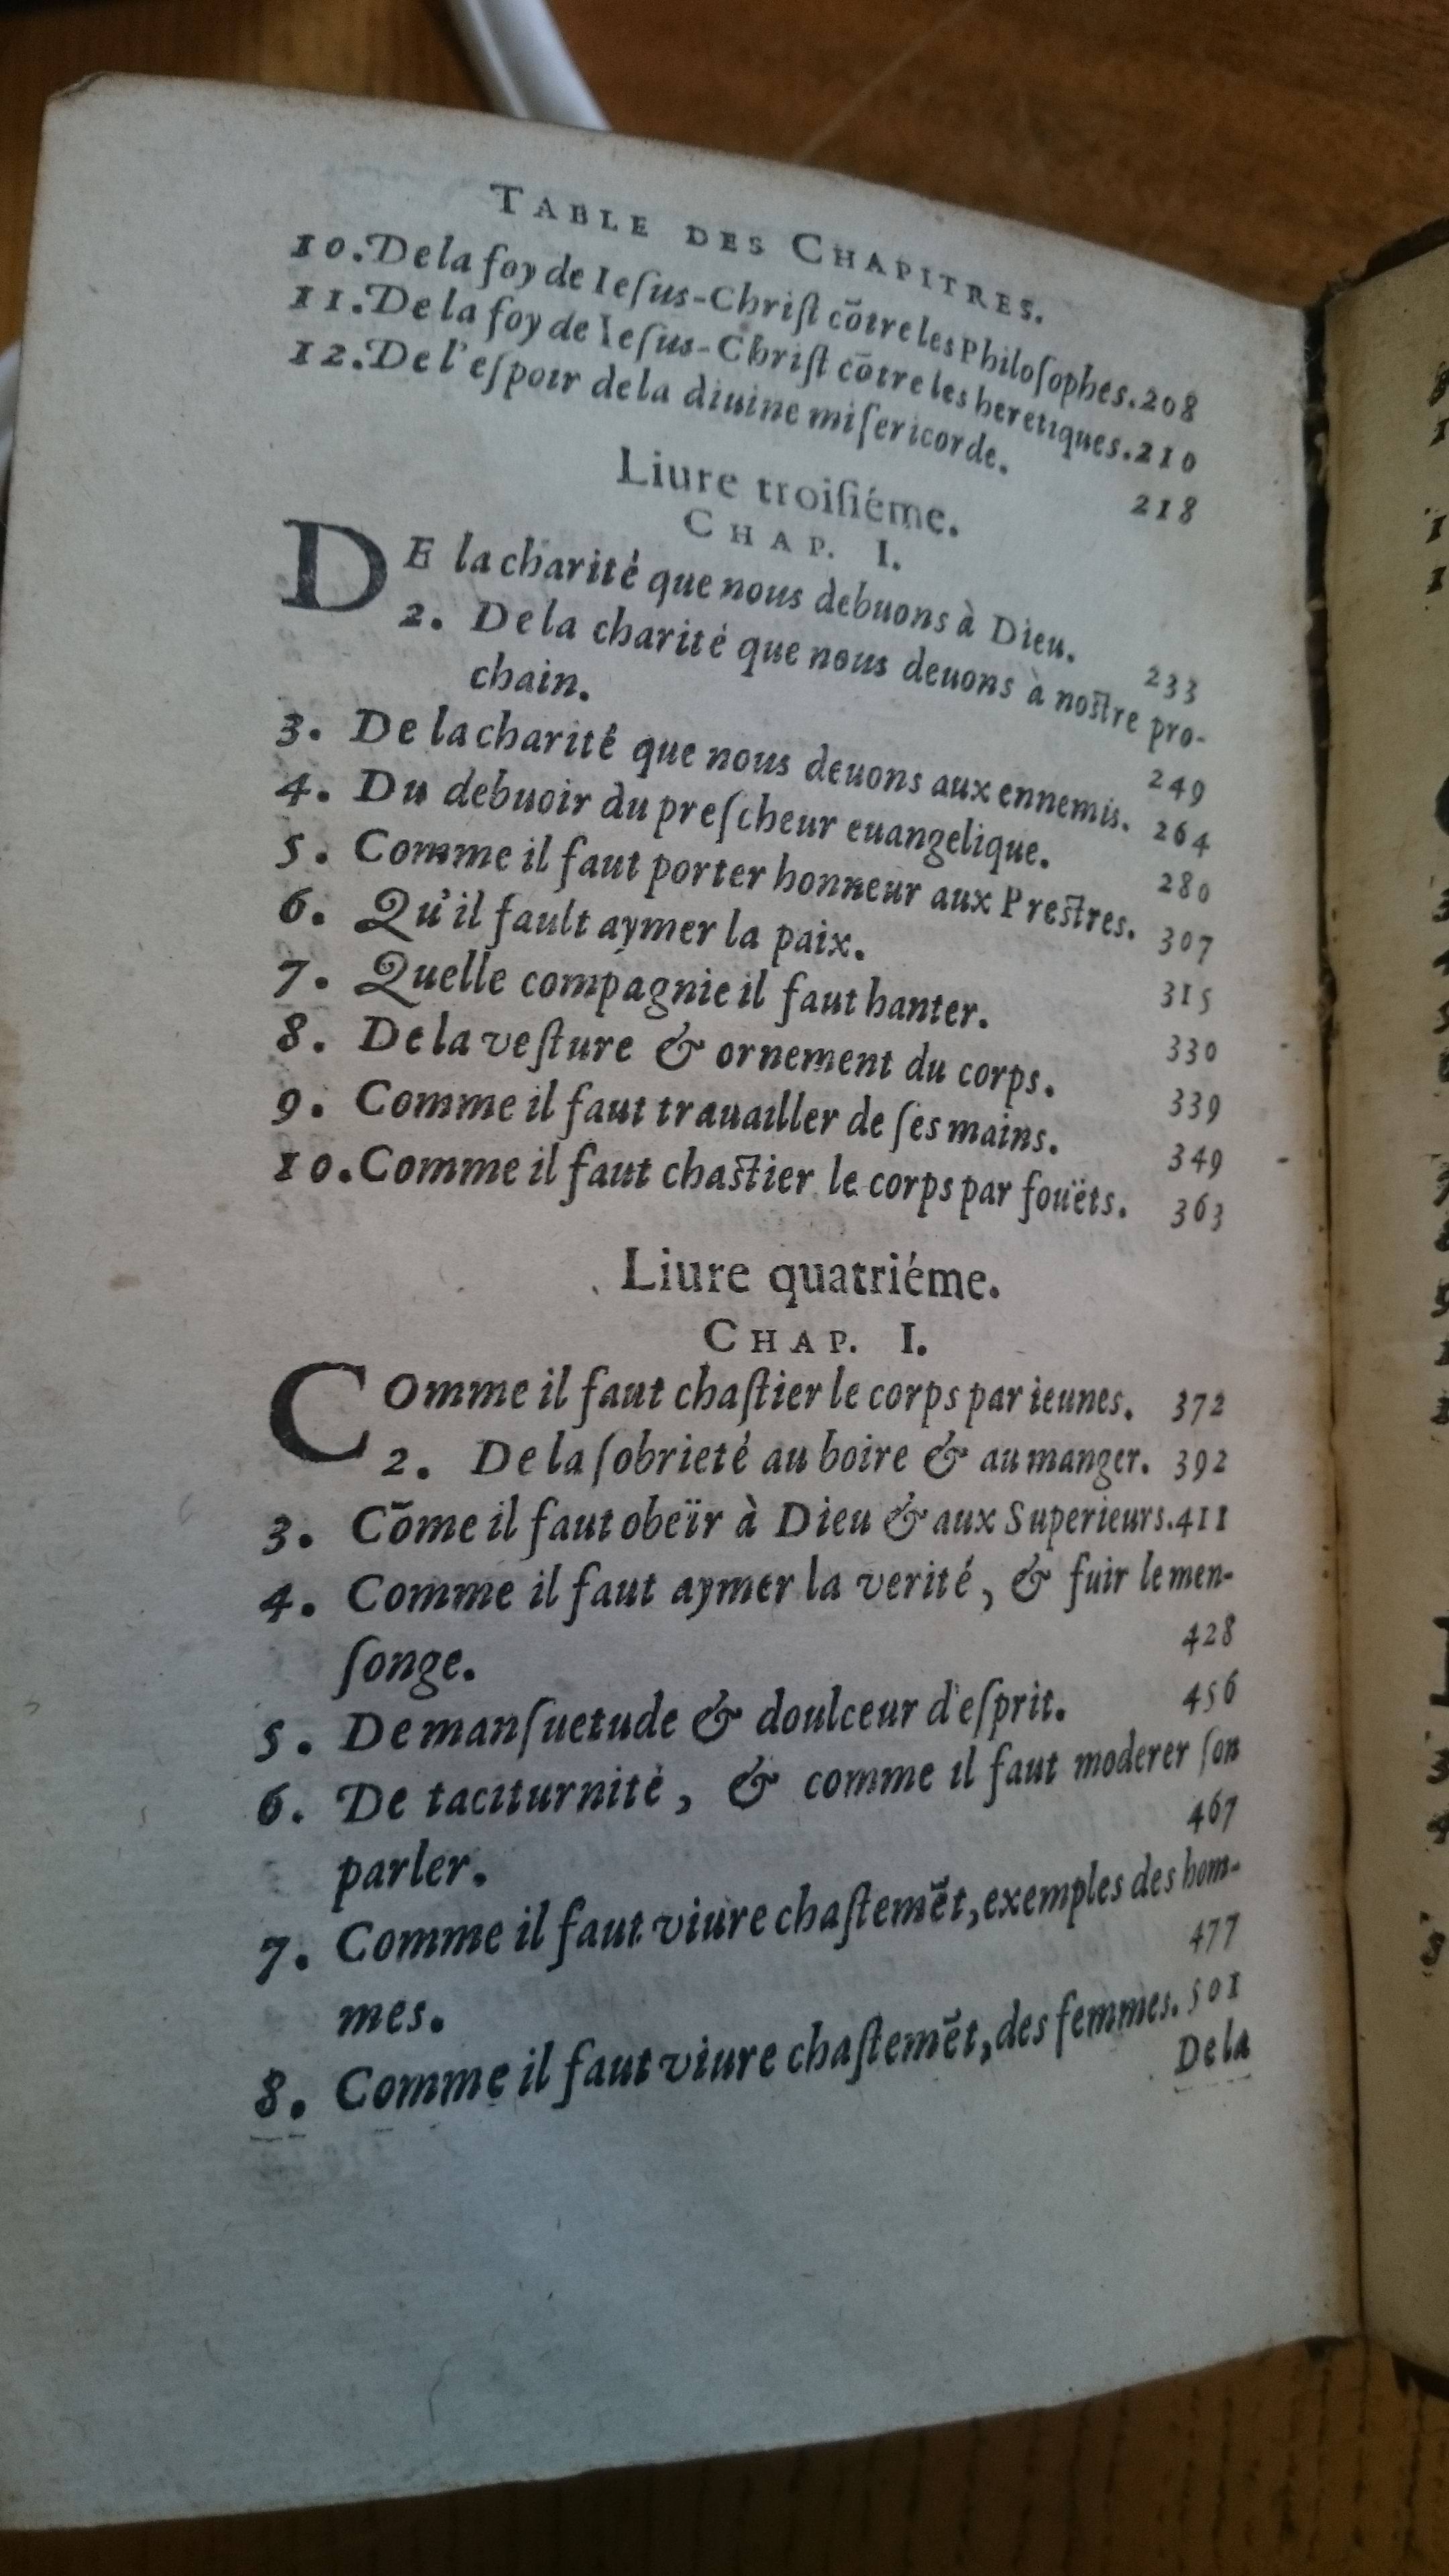 TABLE DES CHAPITRES.
10. De la foy de Ieſus-Chriſt cōtre les Philoſophes. 208
11. De la foy de Ieſus-Chriſt cōtre les heretiques. 210
12. De l'eſpoir de la diuine miſericorde. 218
Liure troiſiéme.
CHAP. I.
DE la charité que nous debuons à Dieu. 233
2. De la charité que nous deuons à noſtre pro-
chain. 249
3. De la charité que nous deuons aux ennemis. 264
4. Du debuoir du preſcheur euangelique. 280
5. Comme il faut porter honneur aux Preſtres. 307
6. Qu'il fault aymer la paix. 315
7. Quelle compagnie il faut hanter. 330
8. De la veſture & ornement du corps. 339
9. Comme il faut trauailler de ſes mains. 349
10. Comme il faut chaſtier le corps par fouëts. 363
Liure quatriéme.
CHAP. I.
COmme il faut chaſtier le corps par ieunes. 372
2. De la ſobrieté au boire & au manger. 392
3. Cōme il faut obeïr à Dieu & aux Superieurs. 411
4. Comme il faut aymer la verité, & fuir le men-
ſonge. 428
5. De manſuetude & doulceur d'eſprit. 456
6. De taciturnité, & comme il faut moderer ſon
parler. 467
7. Comme il faut viure chaſtemēt, exemples des hom-
mes. 477
8. Comme il faut viure chaſtemēt, des femmes. 501
De la